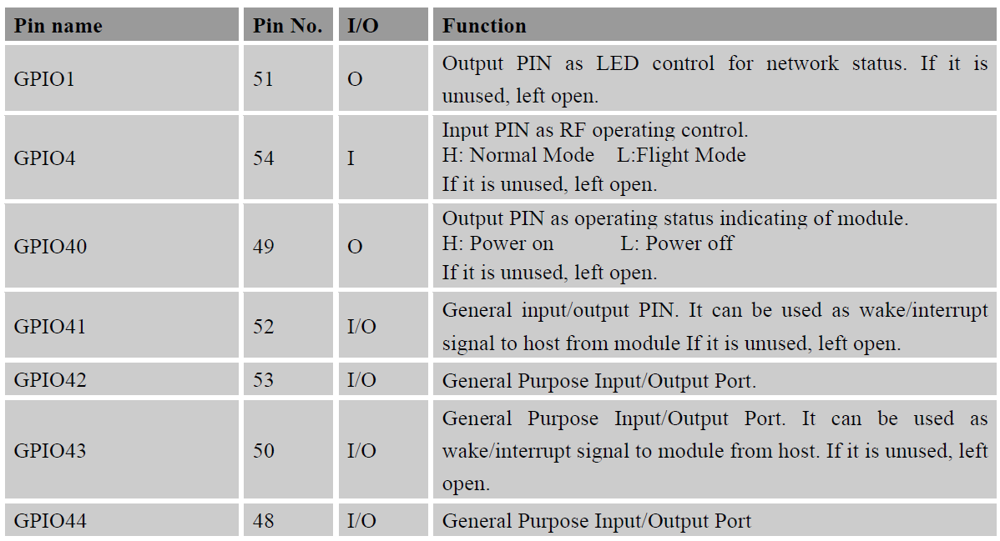 Pin name Pin No. I/O Function
GPIO1 51 O Output PIN as LED control for network status. If it is
unused, left open.
GPIO4 54 I Input PIN as RF operating control.
H: Normal Mode L:Flight Mode
If it is unused, left open.
GPIO40 49 O Output PIN as operating status indicating of module.
H: Power on L: Power off
If it is unused, left open.
GPIO41 52 I/O General input/output PIN. It can be used as wake/interrupt
signal to host from module If it is unused, left open.
GPIO42 53 I/O General Purpose Input/Output Port.
GPIO43 50 I/O General Purpose Input/Output Port. It can be used as
wake/interrupt signal to module from host. If it is unused, left
open.
GPIO44 48 I/O General Purpose Input/Output Port